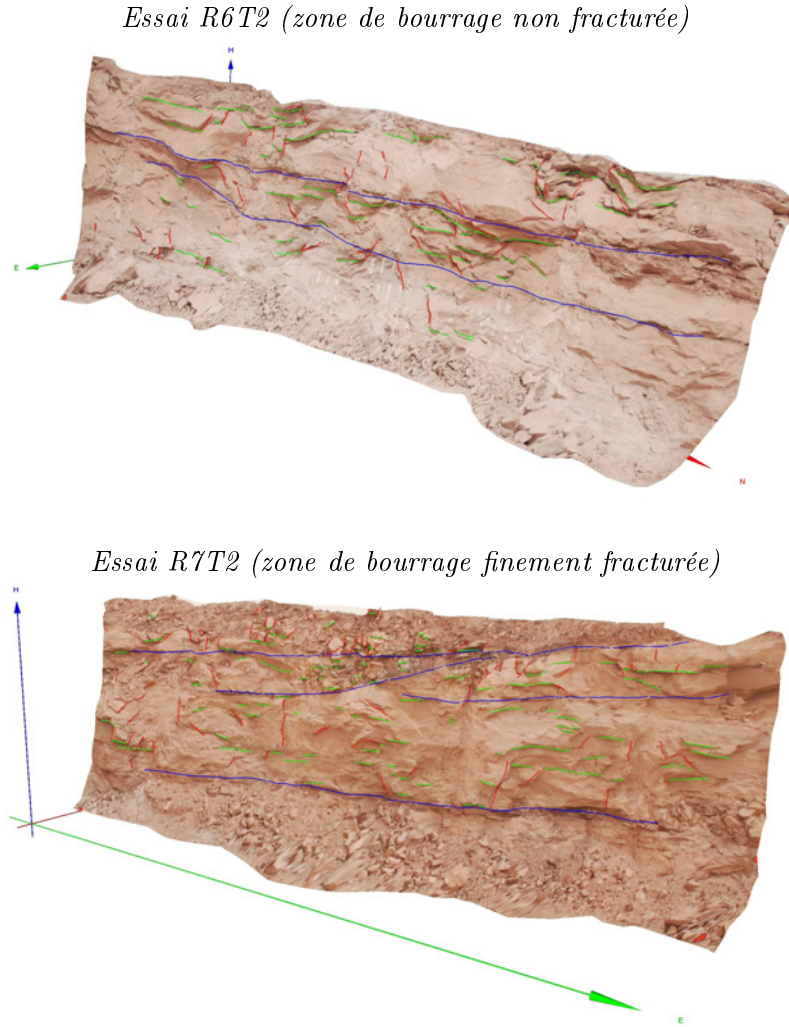 Essai R6T2 (zone de bourrage non fracturée)
H
E
N
Essai R7T2 (zone de bourrage finement fracturée)
H
E